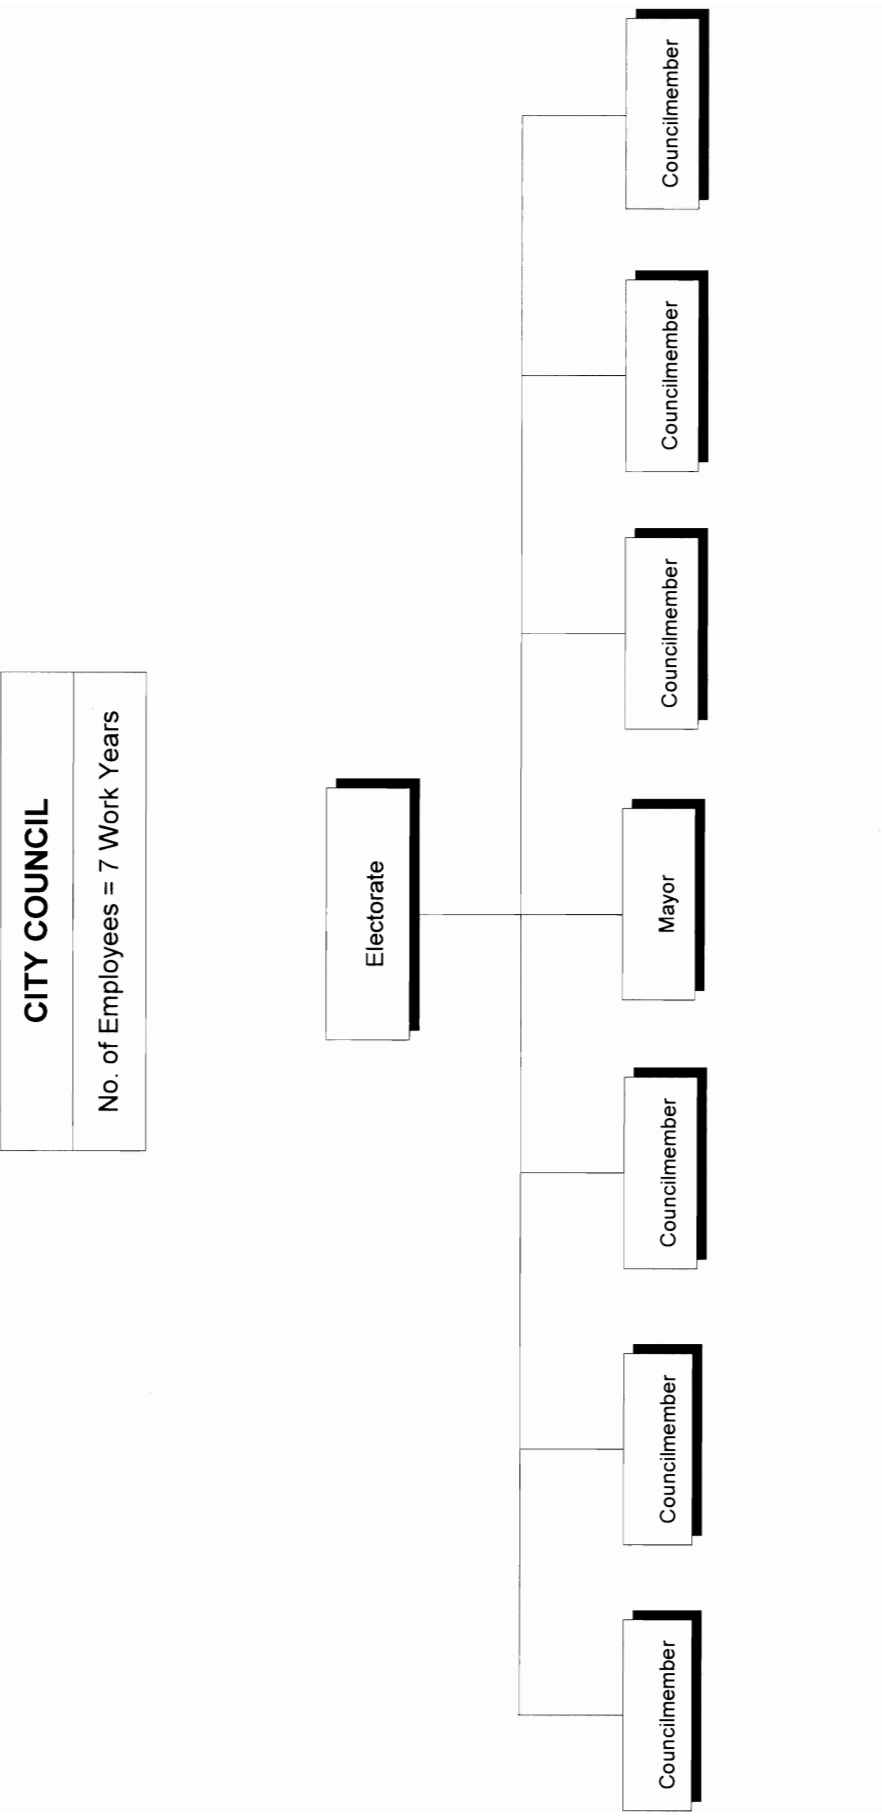 CITY COUNCIL
No. of Employees = 7 Work Years
Electorate
Councilmember
Councilmember
Councilmember
Mayor
Councilmember
Councilmember
Councilmember